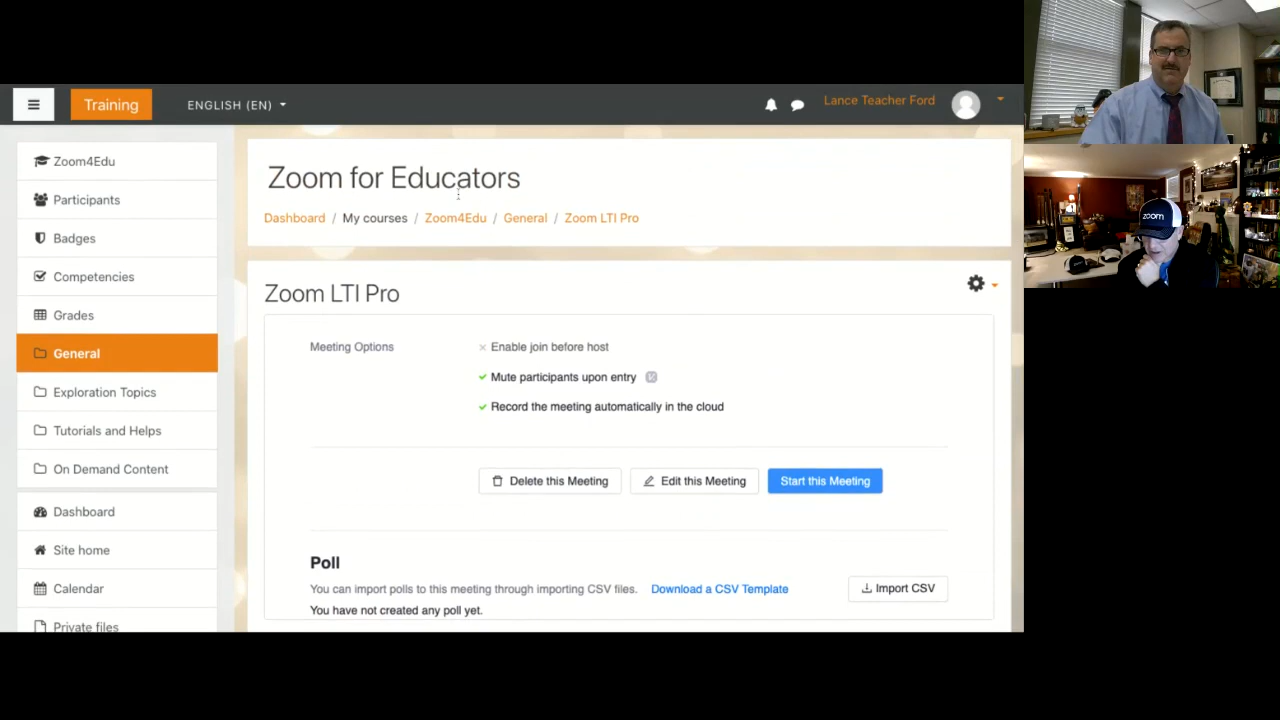 Training
ENGLISH (EN)
Lance Teacher Ford
Zoom4Edu
Participants
Badges
Competencies
Grades
General
Exploration Topics
Tutorials and Helps
On Demand Content
Dashboard
Site home
Calendar
Private files
Zoom for Educators
Dashboard / My courses / Zoom4Edu / General / Zoom LTI Pro
Zoom LTI Pro
Meeting Options
Enable join before host
Mute participants upon entry
Record the meeting automatically in the cloud
Delete this Meeting
Edit this Meeting
Start this Meeting
Poll
You can import polls to this meeting through importing CSV files. Download a CSV Template
Import CSV
You have not created any poll yet.
zoom